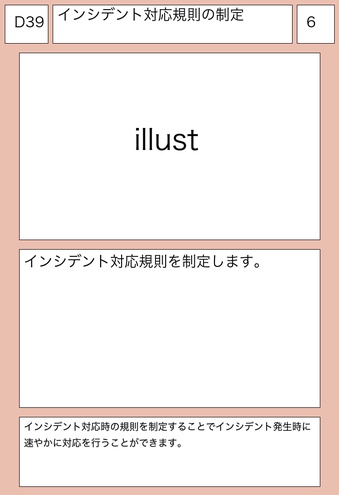 D39
インシデント対応規則の制定
6
illust
インシデント対応規則を制定します。
インシデント対応時の規則を制定することでインシデント発生時に
速やかに対応を行うことができます。